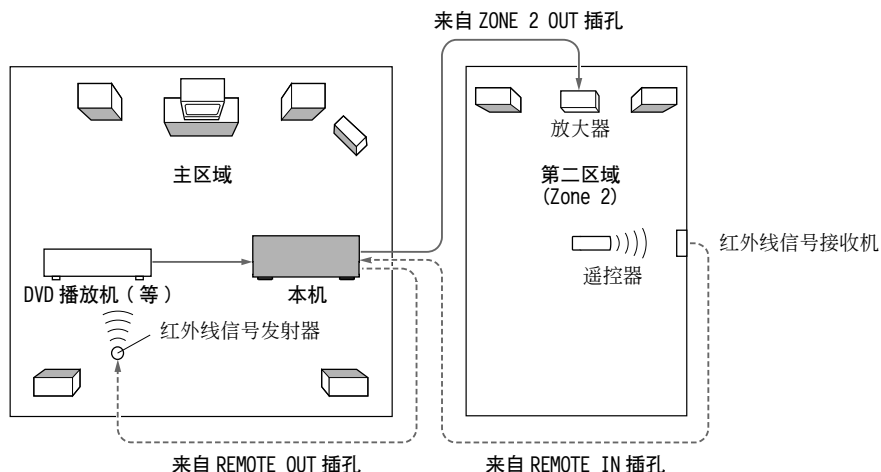 来自 ZONE 2 OUT 插孔
放大器
主区域
第二区域
(Zone 2)
红外线信号接收机
遥控器
DVD 播放机 ( 等 )
本机
红外线信号发射器
来自 REMOTE OUT 插孔
来自 REMOTE IN 插孔